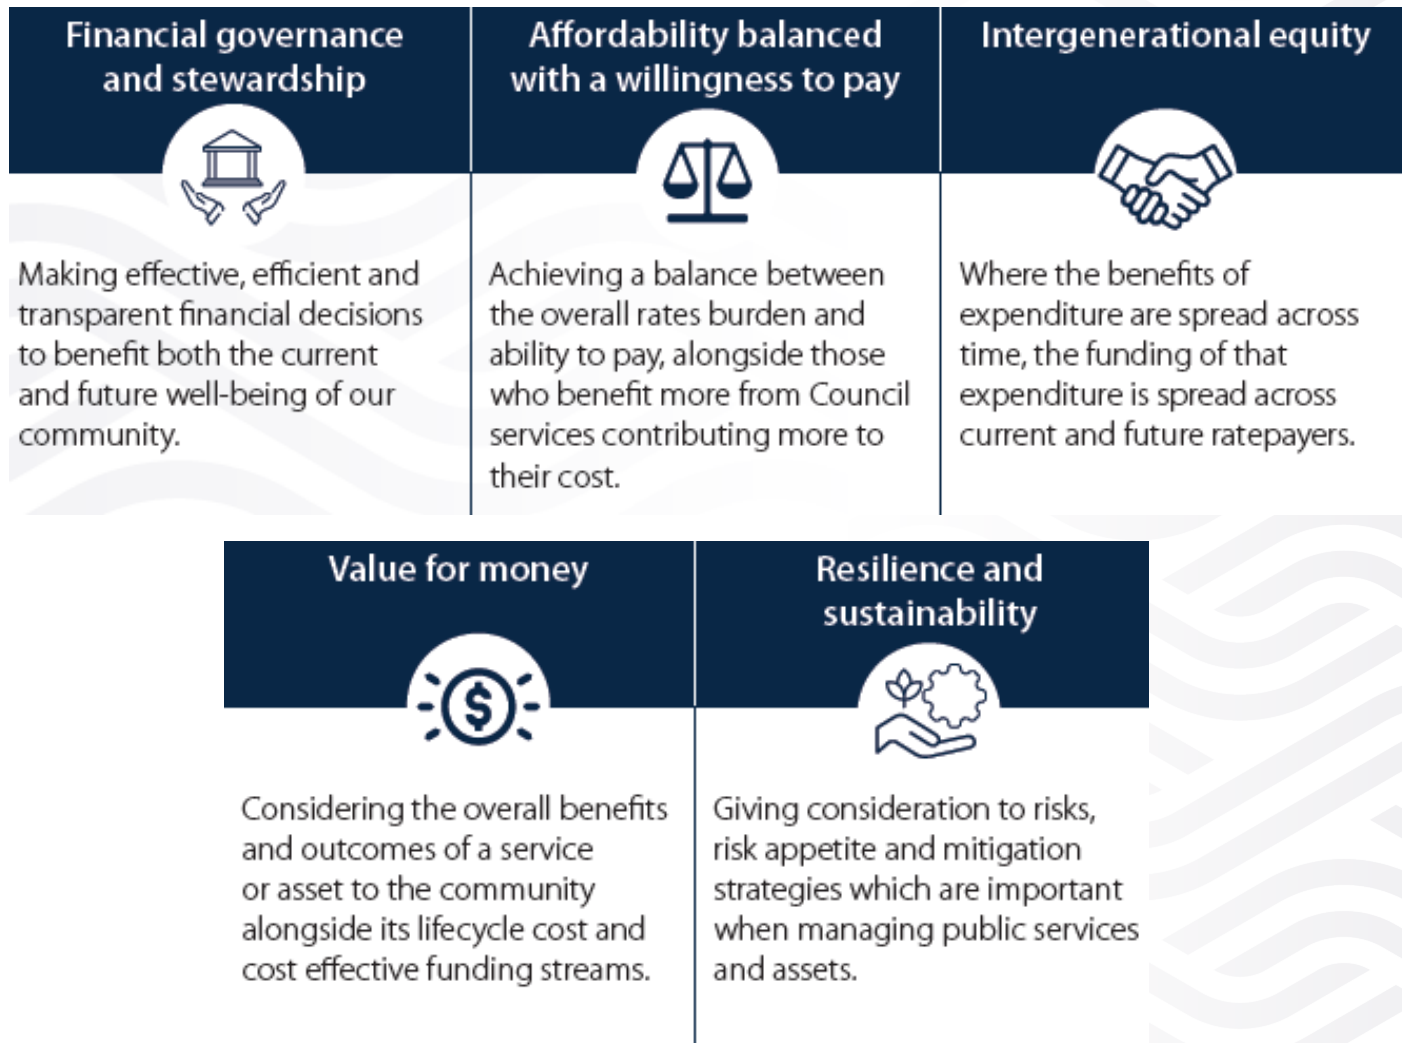 Financial governance
and stewardship
Making effective, efficient and
transparent financial decisions
to benefit both the current
and future well-being of our
community.
Affordability balanced
with a willingness to pay
Achieving a balance between
the overall rates burden and
ability to pay, alongside those
who benefit more from Council
services contributing more to
their cost.
Intergenerational equity
Where the benefits of
expenditure are spread across
time, the funding of that
expenditure is spread across
current and future ratepayers.
Value for money
$
Considering the overall benefits
and outcomes of a service
or asset to the community
alongside its lifecycle cost and
cost effective funding streams.
Resilience and
sustainability
Giving consideration to risks,
risk appetite and mitigation
strategies which are important
when managing public services
and assets.